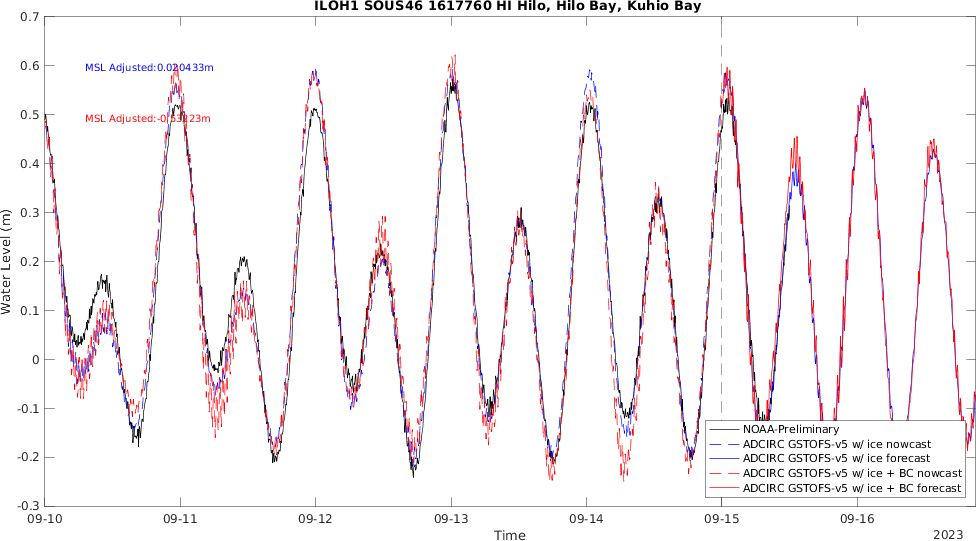 ILOH1 SOUS46 1617760 HI Hilo, Hilo Bay, Kuhio Bay
0.7
0.6
0.5
0.4
0.3
0.2
0.1
0
-0.1
-0.2
-0.3
Water Level (m)
MSL Adjusted:0.020433m
MSL Adjusted:
NOAA-Preliminary
ADCIRC GSTOFS-v5 w/ ice nowcast
ADCIRC GSTOFS-v5 w/ ice forecast
ADCIRC GSTOFS-v5 w/ ice + BC nowcast
ADCIRC GSTOFS-v5 w/ ice + BC forecast
09-10 09-11 09-12 09-13 09-14 09-15 09-16
Time
2023